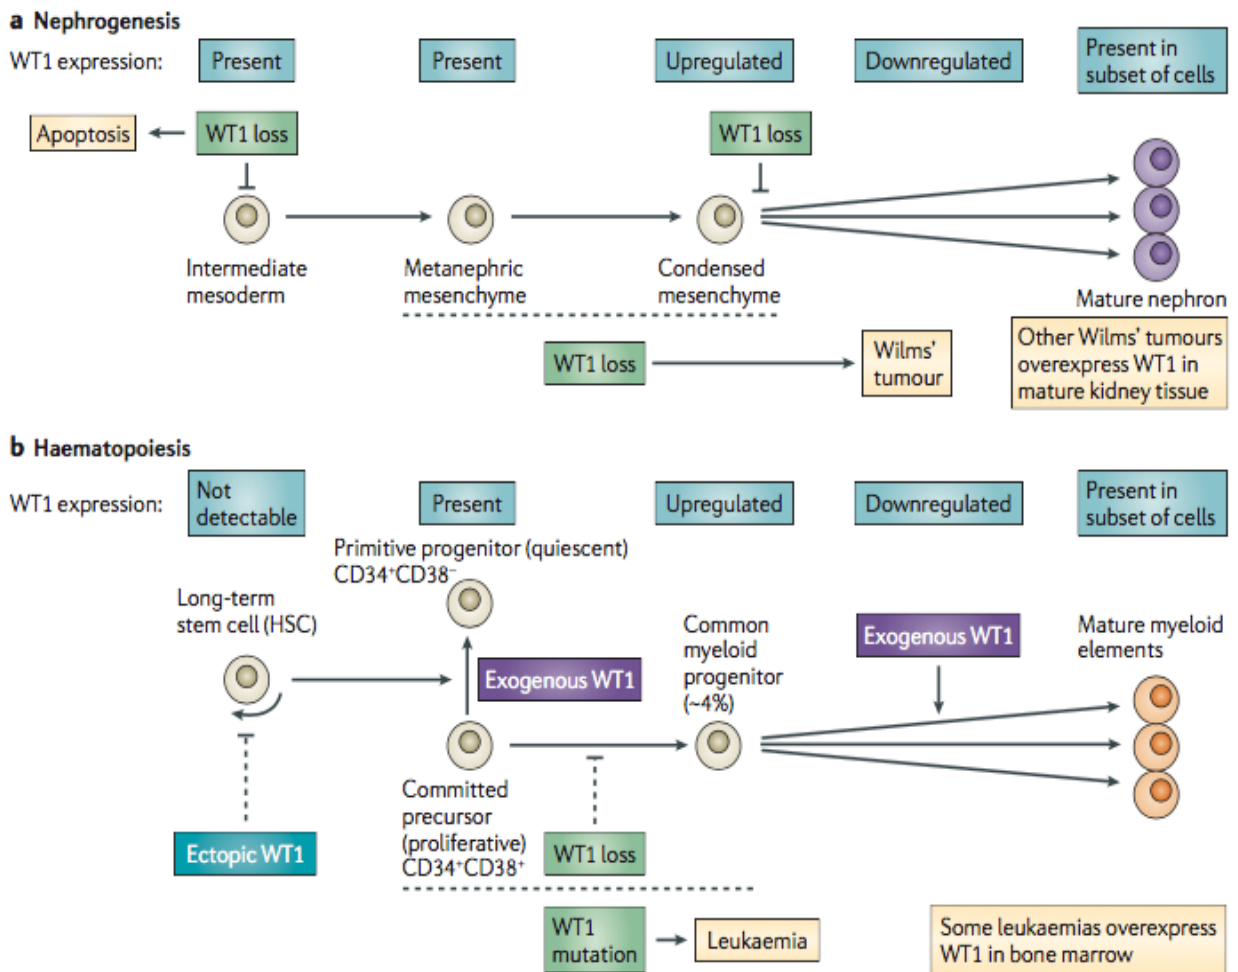 a Nephrogenesis
WT1 expression:
Present
Present
Upregulated
Downregulated
Present in
subset of cells
Apoptosis
WT1 loss
WT1 loss
Intermediate
mesoderm
Metanephric
mesenchyme
Condensed
mesenchyme
Mature nephron
WT1 loss
Wilms'
tumour
Other Wilms' tumours
overexpress WT1 in
mature kidney tissue
b Haematopoiesis
WT1 expression:
Not
detectable
Present
Upregulated
Downregulated
Present in
subset of cells
Primitive progenitor (quiescent)
CD34⁺CD38⁻
Long-term
stem cell (HSC)
Exogenous WT1
Common
myeloid
progenitor
(~4%)
Exogenous WT1
Mature myeloid
elements
Committed
precursor
(proliferative)
CD34⁺CD38⁺
Ectopic WT1
WT1 loss
WT1
mutation
Leukaemia
Some leukaemias overexpress
WT1 in bone marrow